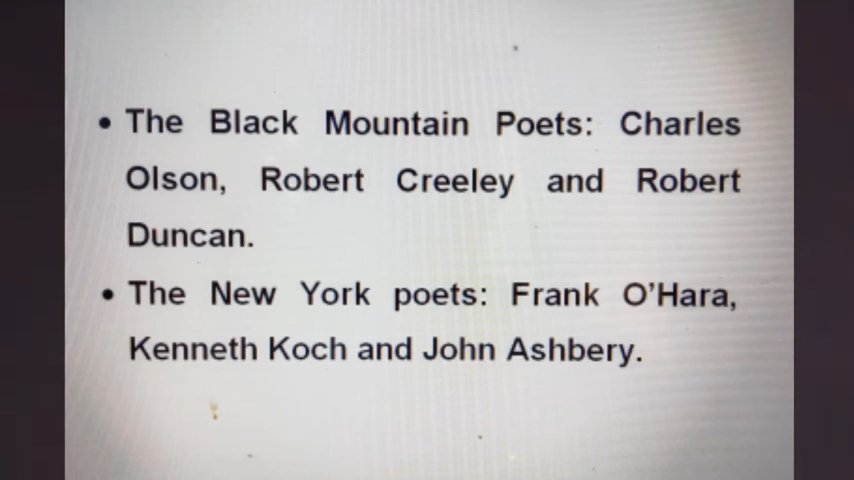 • The Black Mountain Poets: Charles
Olson, Robert Creeley and Robert
Duncan.
• The New York poets: Frank O’Hara,
Kenneth Koch and John Ashbery.